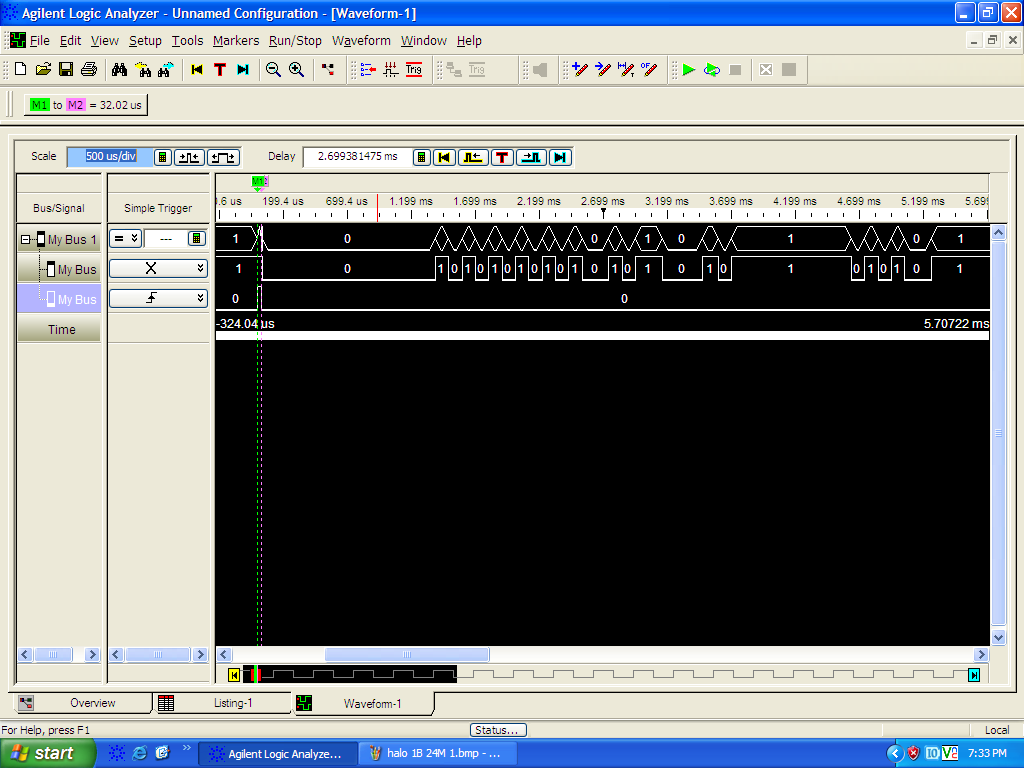 Agilent Logic Analyzer - Unnamed Configuration - [Waveform-1]
File Edit View Setup Tools Markers Run/Stop Waveform Window Help
T Trig Trig
M1 to M2 = 32.02 us
Scale 500 us/div Delay 2.699381475 ms T
Bus/Signal Simple Trigger
199.4 us 699.4 us 1.199 ms 1.699 ms 2.199 ms 2.699 ms 3.199 ms 3.699 ms 4.199 ms 4.699 ms 5.199 ms
My Bus 1 = --- 1 0 0 1 0 1 0 1
My Bus X 1 0 1 0 1 0 1 0 1 0 1 0 1 0 1 0 1 0 1 0 1 0 1 0 1 0 1
My Bus 0 0
Time -324.04 us 5.70722 ms
Overview Listing-1 Waveform-1
For Help, press F1 Status... Local
start Agilent Logic Analyze... halo 1B 24M 1.bmp - ... 7:33 PM